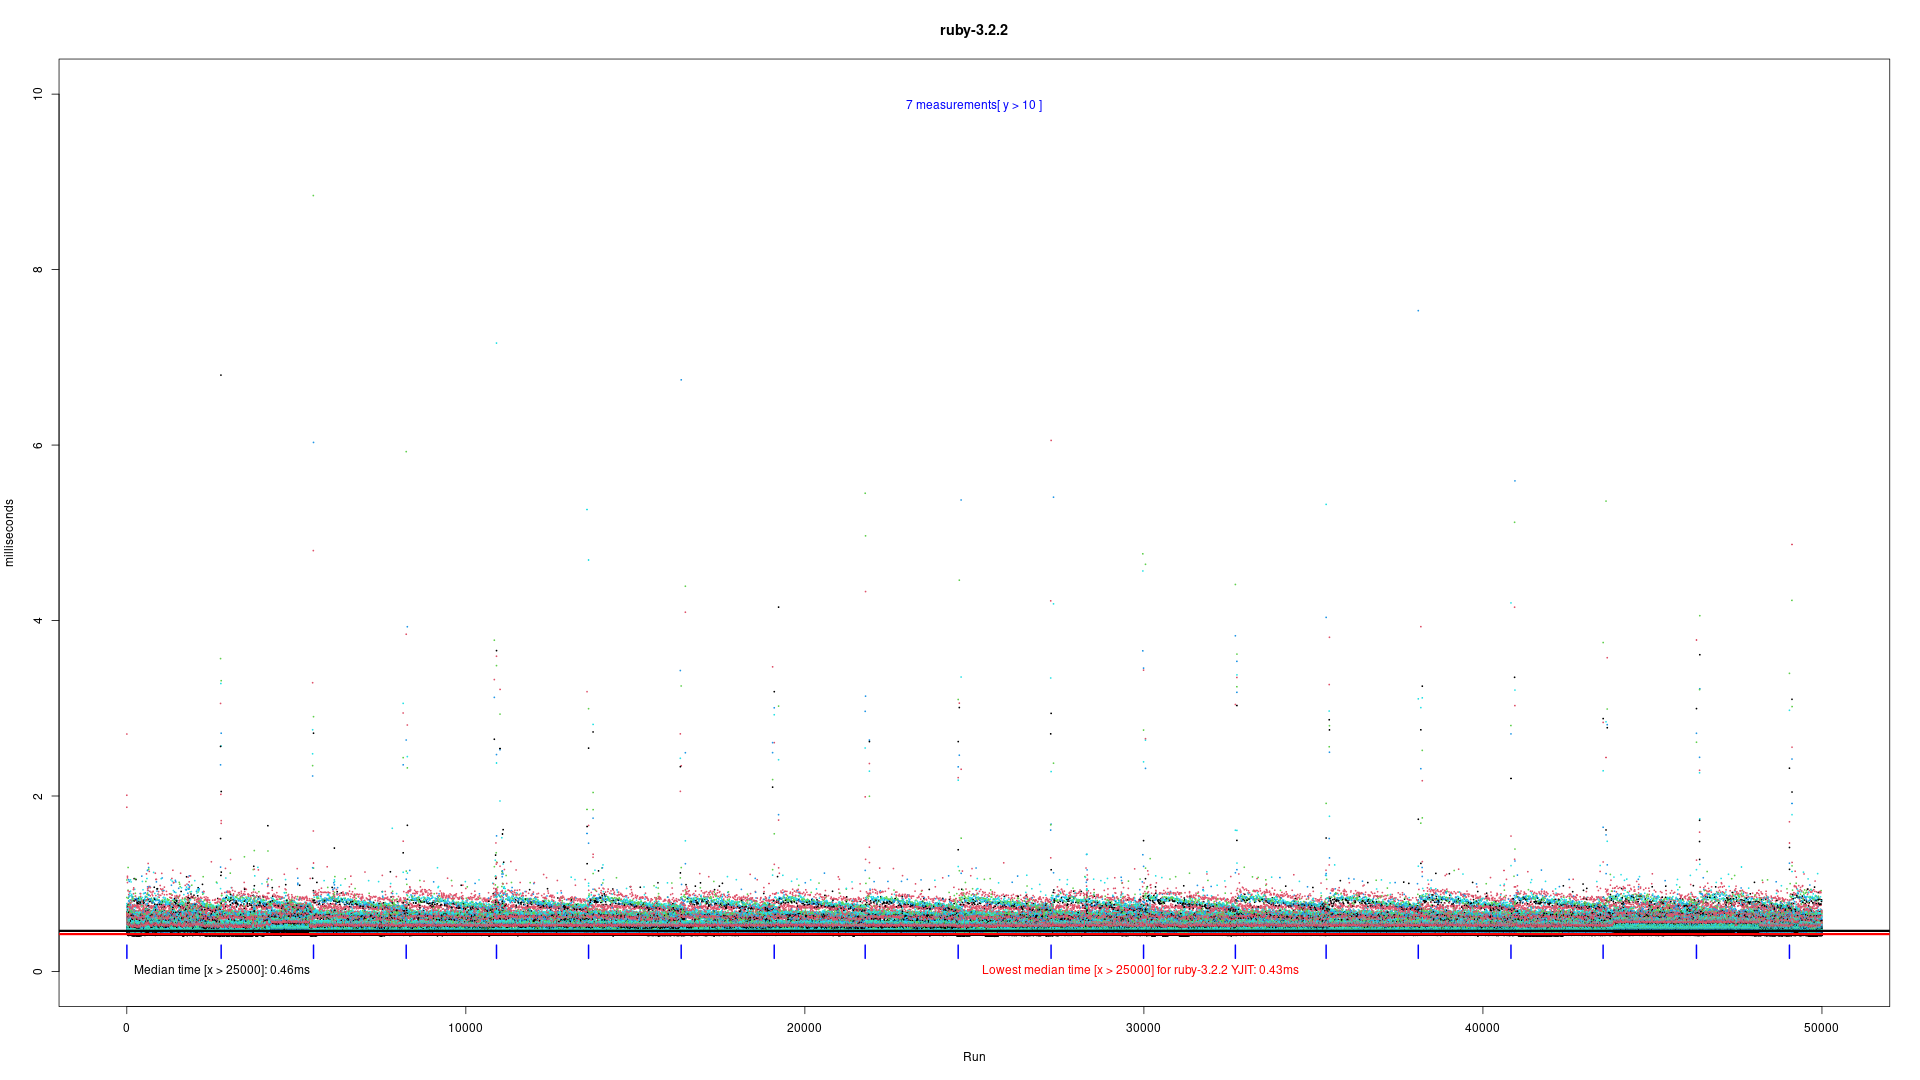 ruby-3.2.2
7 measurements[ y > 10 ]
10
8
6
4
2
0
milliseconds
Median time [x > 25000]: 0.46ms
Lowest median time [x > 25000] for ruby-3.2.2 YJIT: 0.43ms
0
10000
20000
30000
40000
50000
Run